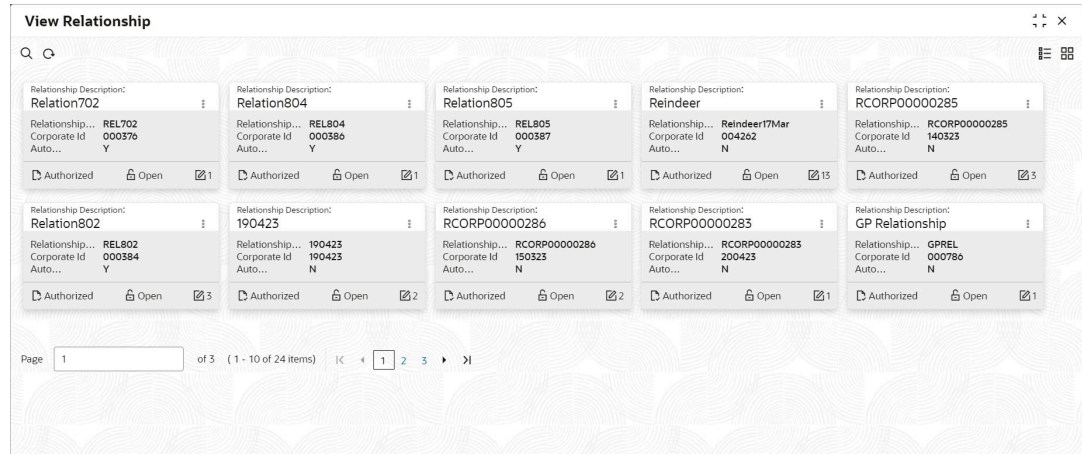 View Relationship
Relationship Description:
Relation702
Relationship... REL702
Corporate Id 000376
Auto... Y
Authorized Open 1
Relationship Description:
Relation804
Relationship... REL804
Corporate Id 000386
Auto... Y
Authorized Open 1
Relationship Description:
Relation805
Relationship... REL805
Corporate Id 000387
Auto... Y
Authorized Open 1
Relationship Description:
Reindeer
Relationship... Reindeer17Mar
Corporate Id 004262
Auto... N
Authorized Open 13
Relationship Description:
RCORP00000285
Relationship... RCORP00000285
Corporate Id 140323
Auto... N
Authorized Open 3
Relationship Description:
Relation802
Relationship... REL802
Corporate Id 000384
Auto... Y
Authorized Open 3
Relationship Description:
190423
Relationship... 190423
Corporate Id 190423
Auto... N
Authorized Open 2
Relationship Description:
RCORP00000286
Relationship... RCORP00000286
Corporate Id 150323
Auto... N
Authorized Open 2
Relationship Description:
RCORP00000283
Relationship... RCORP00000283
Corporate Id 200423
Auto... N
Authorized Open 1
Relationship Description:
GP Relationship
Relationship... GPREL
Corporate Id 000786
Auto... N
Authorized Open 1
Page 1 of 3 (1 - 10 of 24 items) 1 2 3